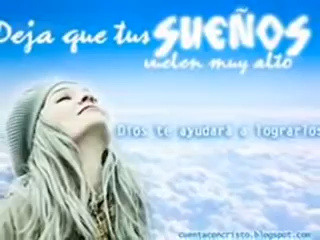 Deja que tus SUEÑOS
vuelen muy alto
Dios te ayudará a lograrlos
cuentaconcristo.blogspot.com